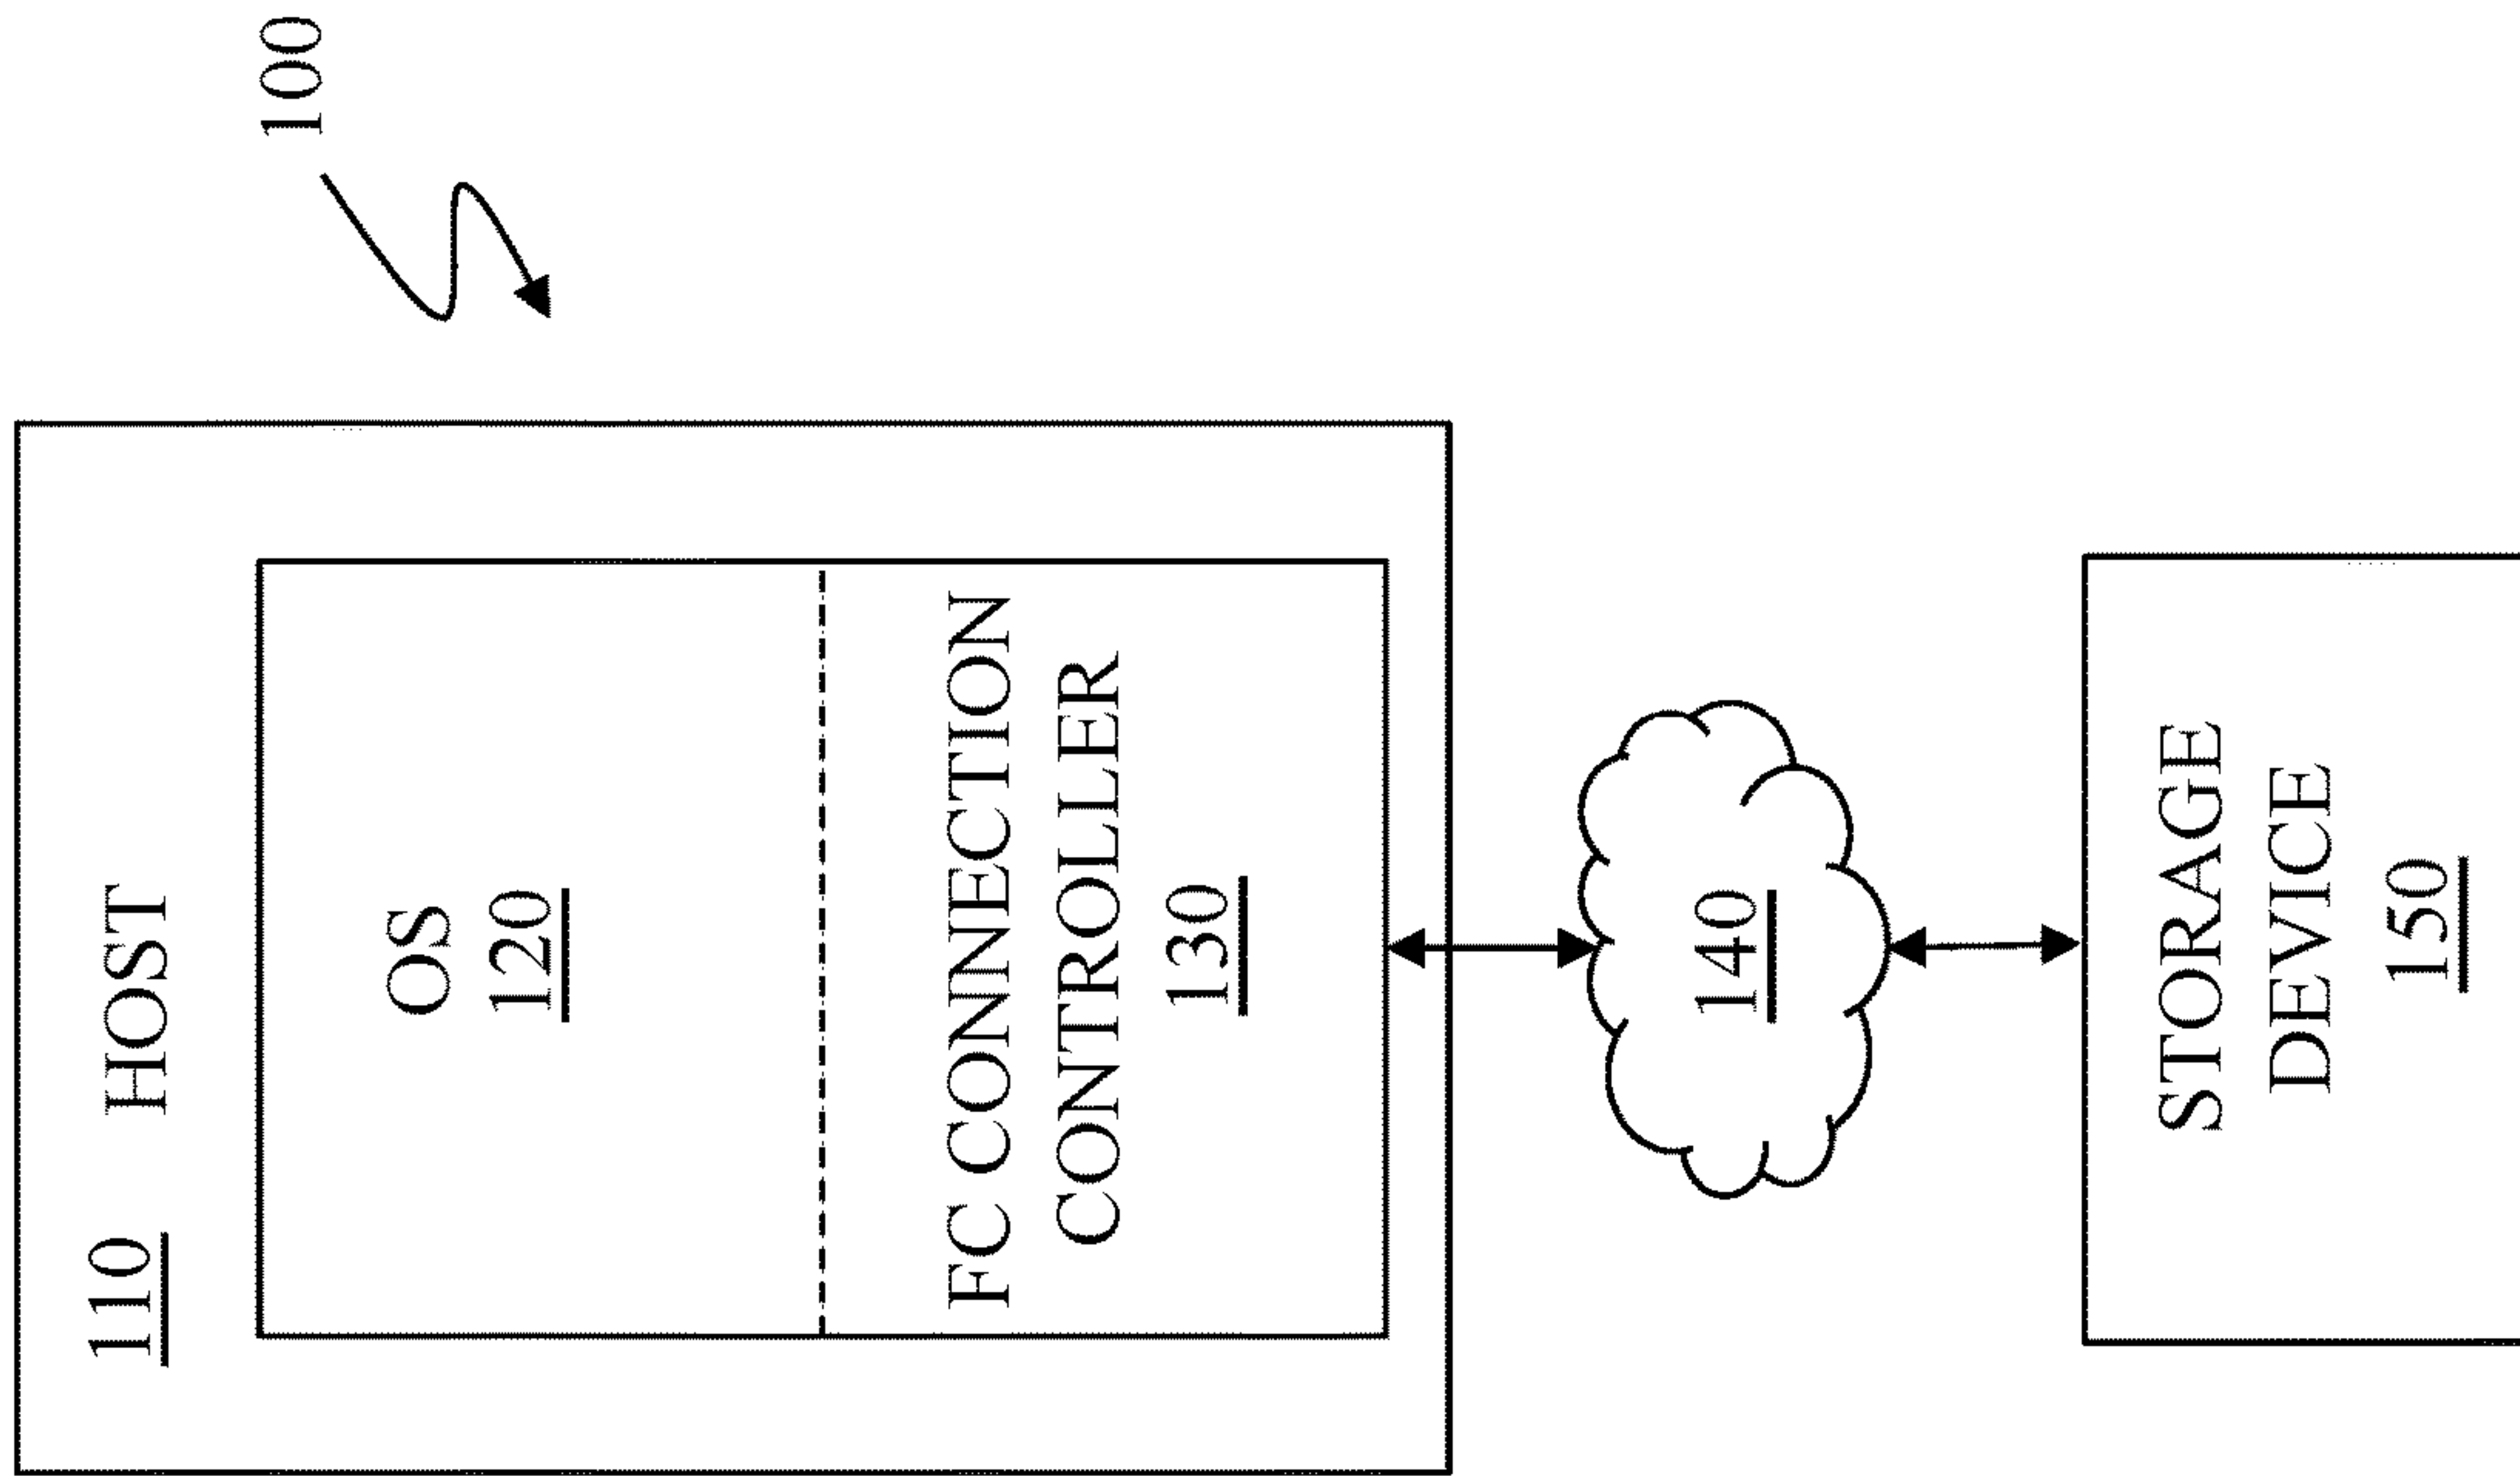 100
110 HOST
OS
120
FC CONNECTION
CONTROLLER
130
140
STORAGE
DEVICE
150